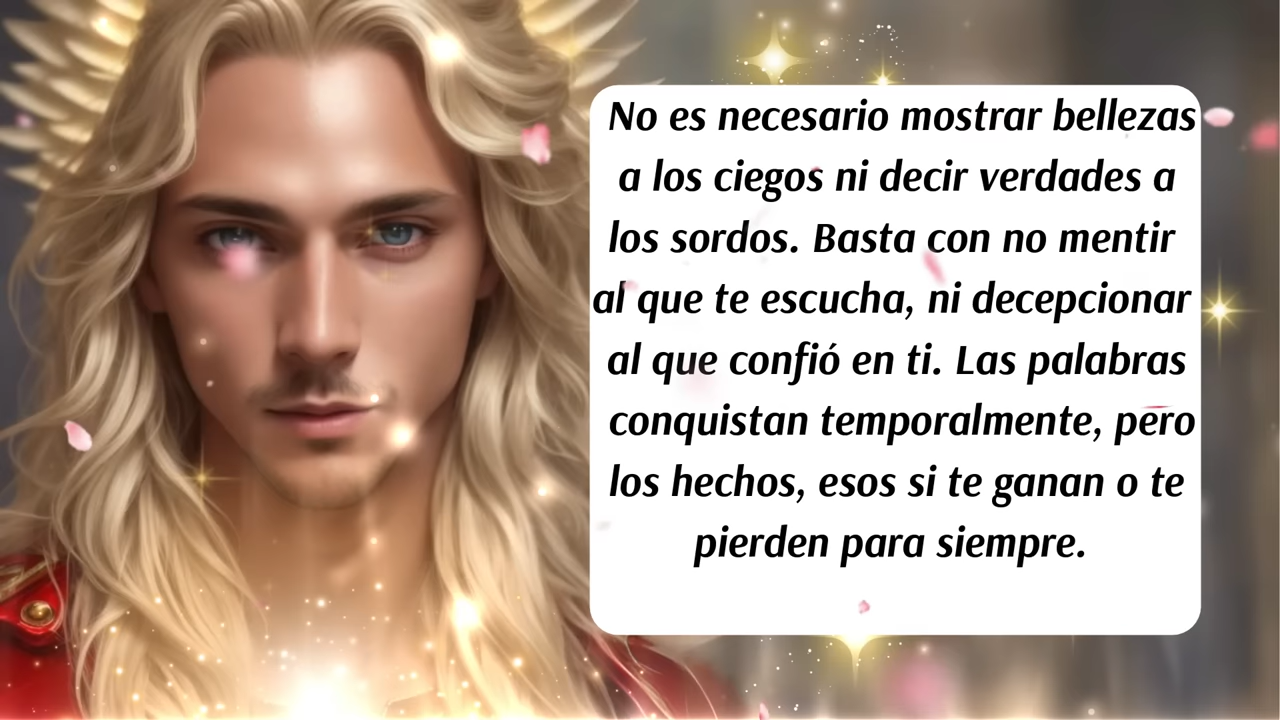 No es necesario mostrar bellezas
a los ciegos ni decir verdades a
los sordos. Basta con no mentir
al que te escucha, ni decepcionar
al que confió en ti. Las palabras
conquistan temporalmente, pero
los hechos, esos si te ganan o te
pierden para siempre.